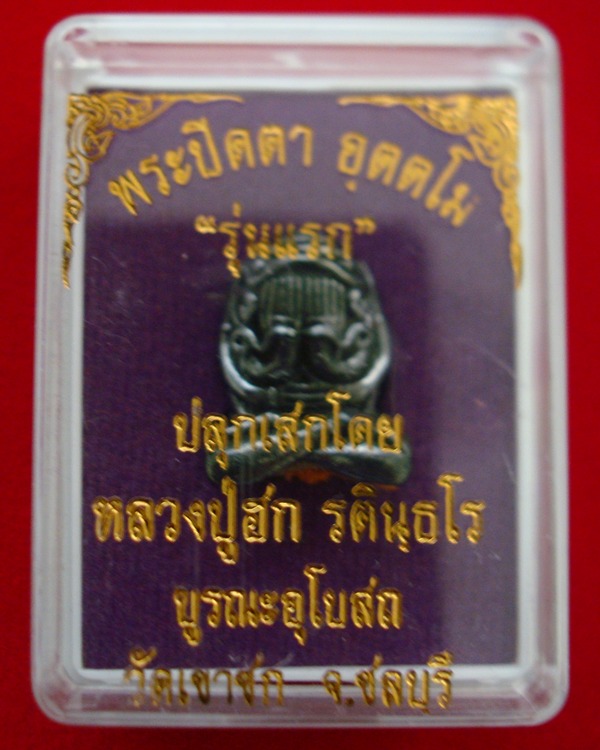 พระปิดตา อุตตโม
“รุ่นแรก”
ปลุกเสกโดย
หลวงปู่ฮก รตินฺธโร
บูรณะอุโบสถ
วัดเขาชก จ.ชลบุรี